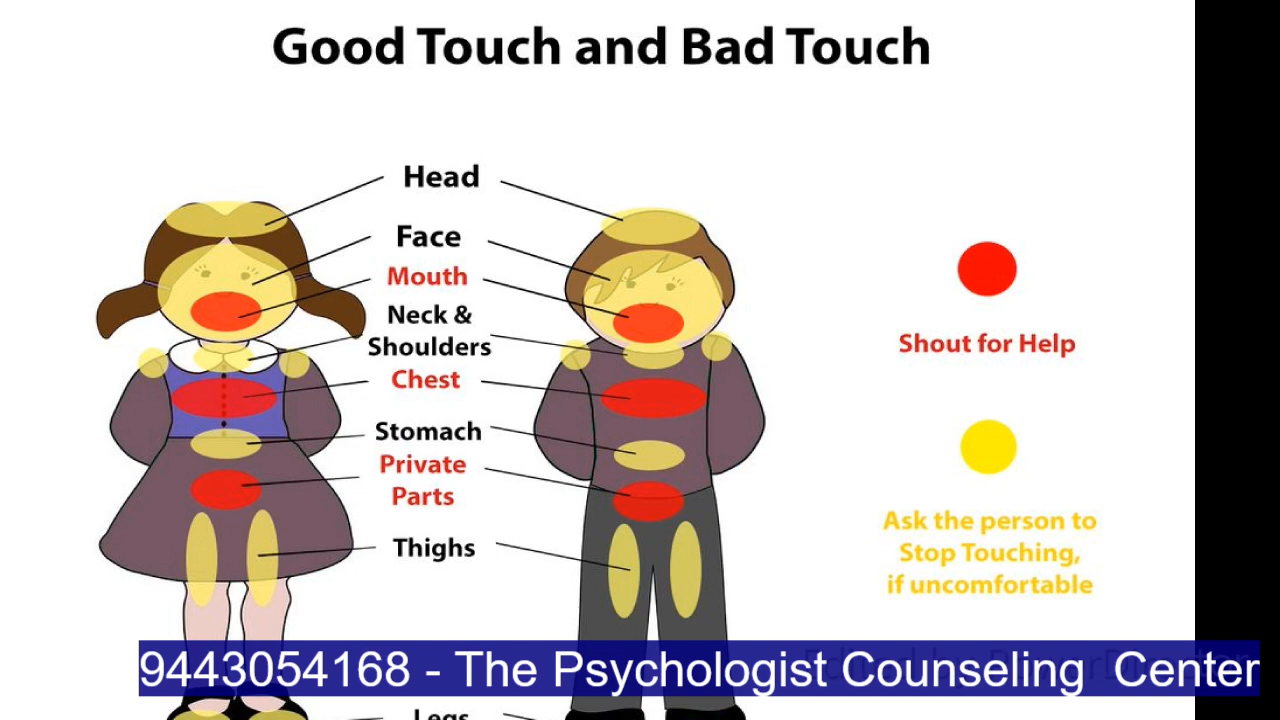 Good Touch and Bad Touch
Head
Face
Mouth
Neck &
Shoulders
Chest
Stomach
Private
Parts
Thighs
Legs
Shout for Help
Ask the person to
Stop Touching,
if uncomfortable
9443054168 - The Psychologist Counseling Center